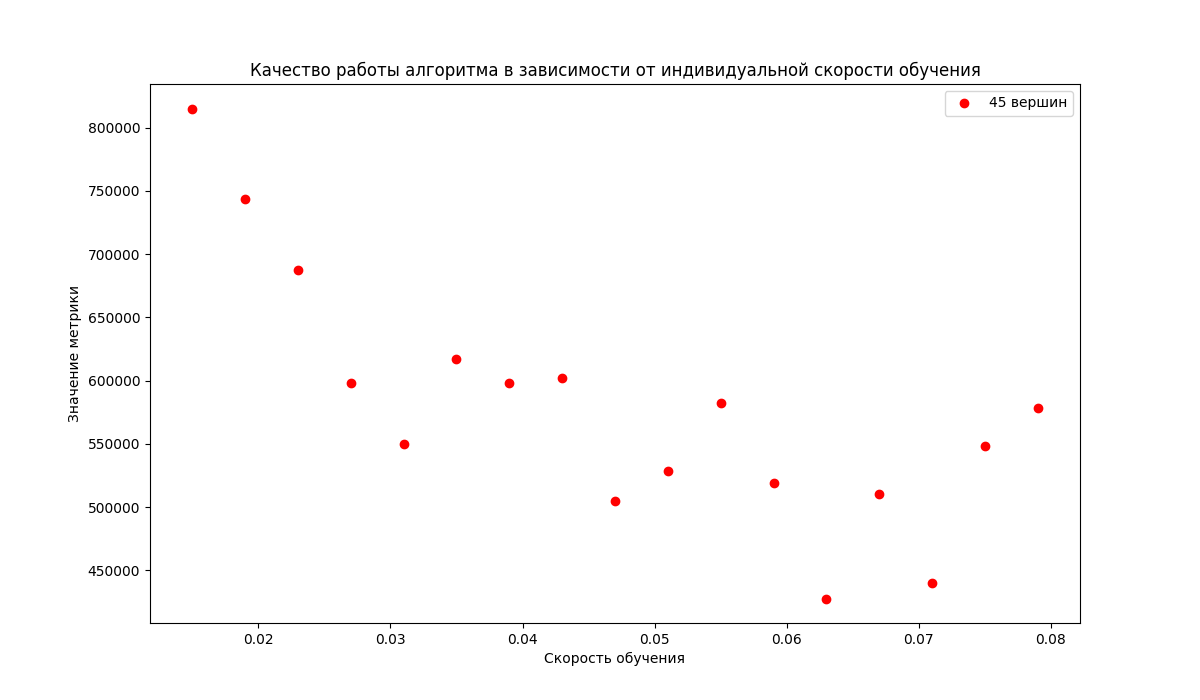 Качество работы алгоритма в зависимости от индивидуальной скорости обучения
45 вершин
Значение метрики
800000
750000
700000
650000
600000
550000
500000
450000
0.02 0.03 0.04 0.05 0.06 0.07 0.08
Скорость обучения